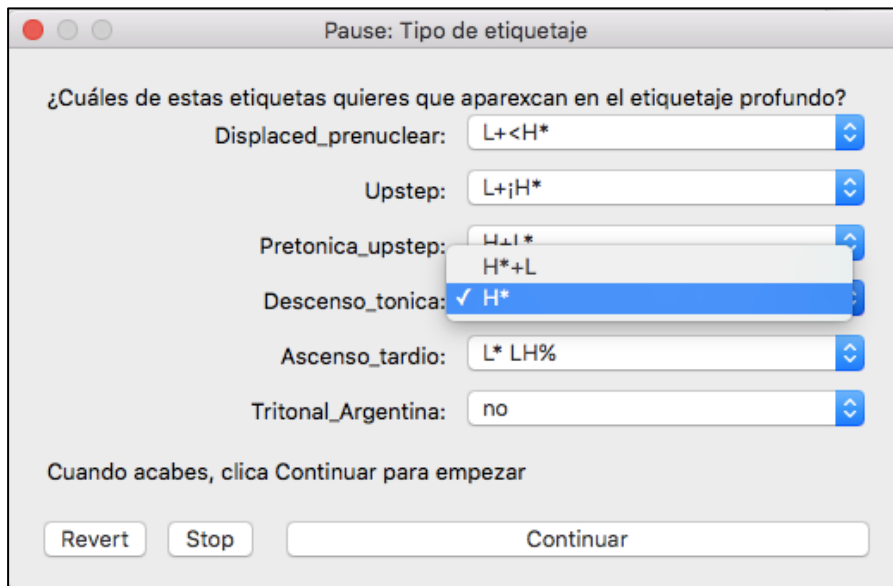 Pause: Tipo de etiquetaje
¿Cuáles de estas etiquetas quieres que aparexcan en el etiquetaje profundo?
Displaced_prenuclear: L+<H*
Upstep: L+¡H*
Pretonica_upstep: H+L*
H*+L
Descenso_tonica: ✓ H*
Ascenso_tardio: L* LH%
Tritonal_Argentina: no
Cuando acabes, clica Continuar para empezar
Revert Stop Continuar